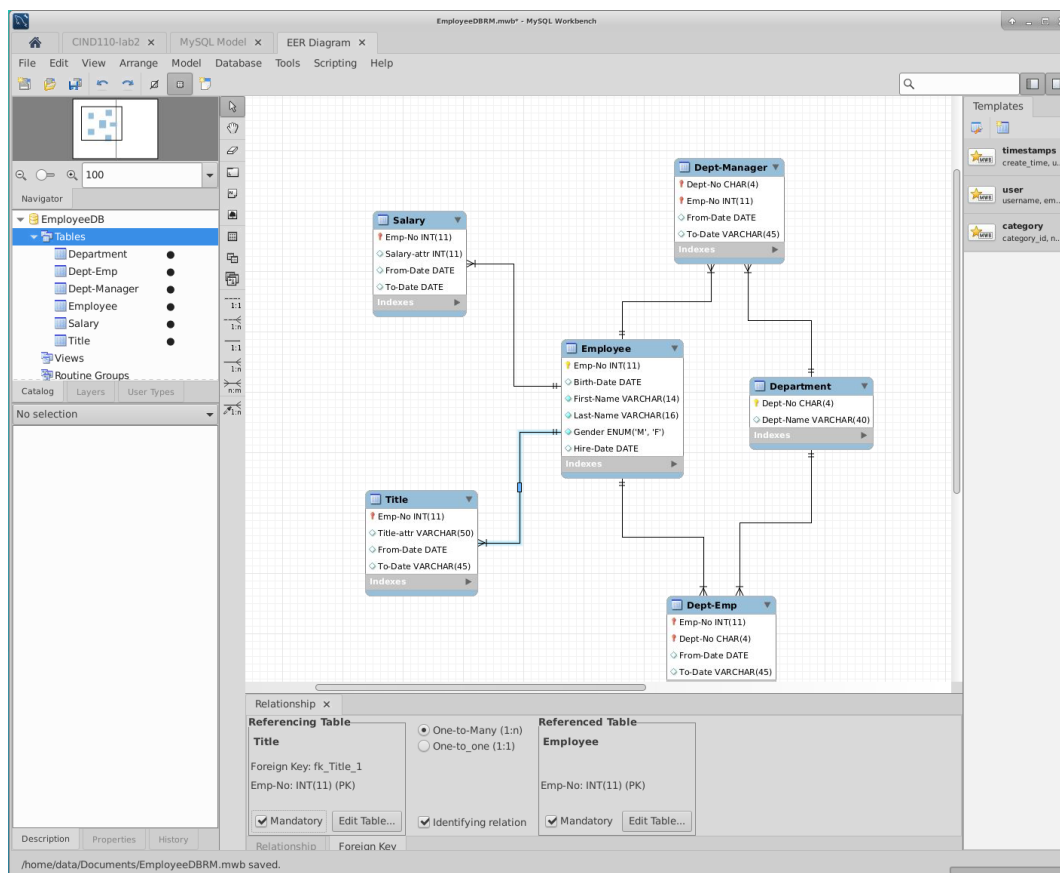 EmployeeDBRM.mwb* - MySQL Workbench
CIND110-lab2 × MySQL Model × EER Diagram ×
File Edit View Arrange Model Database Tools Scripting Help
100
Navigator
EmployeeDB
Tables
Department
Dept-Emp
Dept-Manager
Employee
Salary
Title
Views
Routine Groups
Catalog Layers User Types
No selection
Description Properties History
1:1
1:n
1:1
1:n
n:m
1:n
Salary
Emp-No INT(11)
Salary-attr INT(11)
From-Date DATE
To-Date DATE
Indexes
Dept-Manager
Dept-No CHAR(4)
Emp-No INT(11)
From-Date DATE
To-Date VARCHAR(45)
Indexes
Employee
Emp-No INT(11)
Birth-Date DATE
First-Name VARCHAR(14)
Last-Name VARCHAR(16)
Gender ENUM('M', 'F')
Hire-Date DATE
Indexes
Department
Dept-No CHAR(4)
Dept-Name VARCHAR(40)
Indexes
Title
Emp-No INT(11)
Title-attr VARCHAR(50)
From-Date DATE
To-Date VARCHAR(45)
Indexes
Dept-Emp
Emp-No INT(11)
Dept-No CHAR(4)
From-Date DATE
To-Date VARCHAR(45)
Templates
timestamps
create_time, u...
user
username, em...
category
category_id, n...
Relationship ×
Referencing Table
Title
Foreign Key: fk_Title_1
Emp-No: INT(11) (PK)
Mandatory Edit Table...
One-to-Many (1:n)
One-to_one (1:1)
Identifying relation
Referenced Table
Employee
Emp-No: INT(11) (PK)
Mandatory Edit Table...
Relationship Foreign Key
/home/data/Documents/EmployeeDBRM.mwb saved.